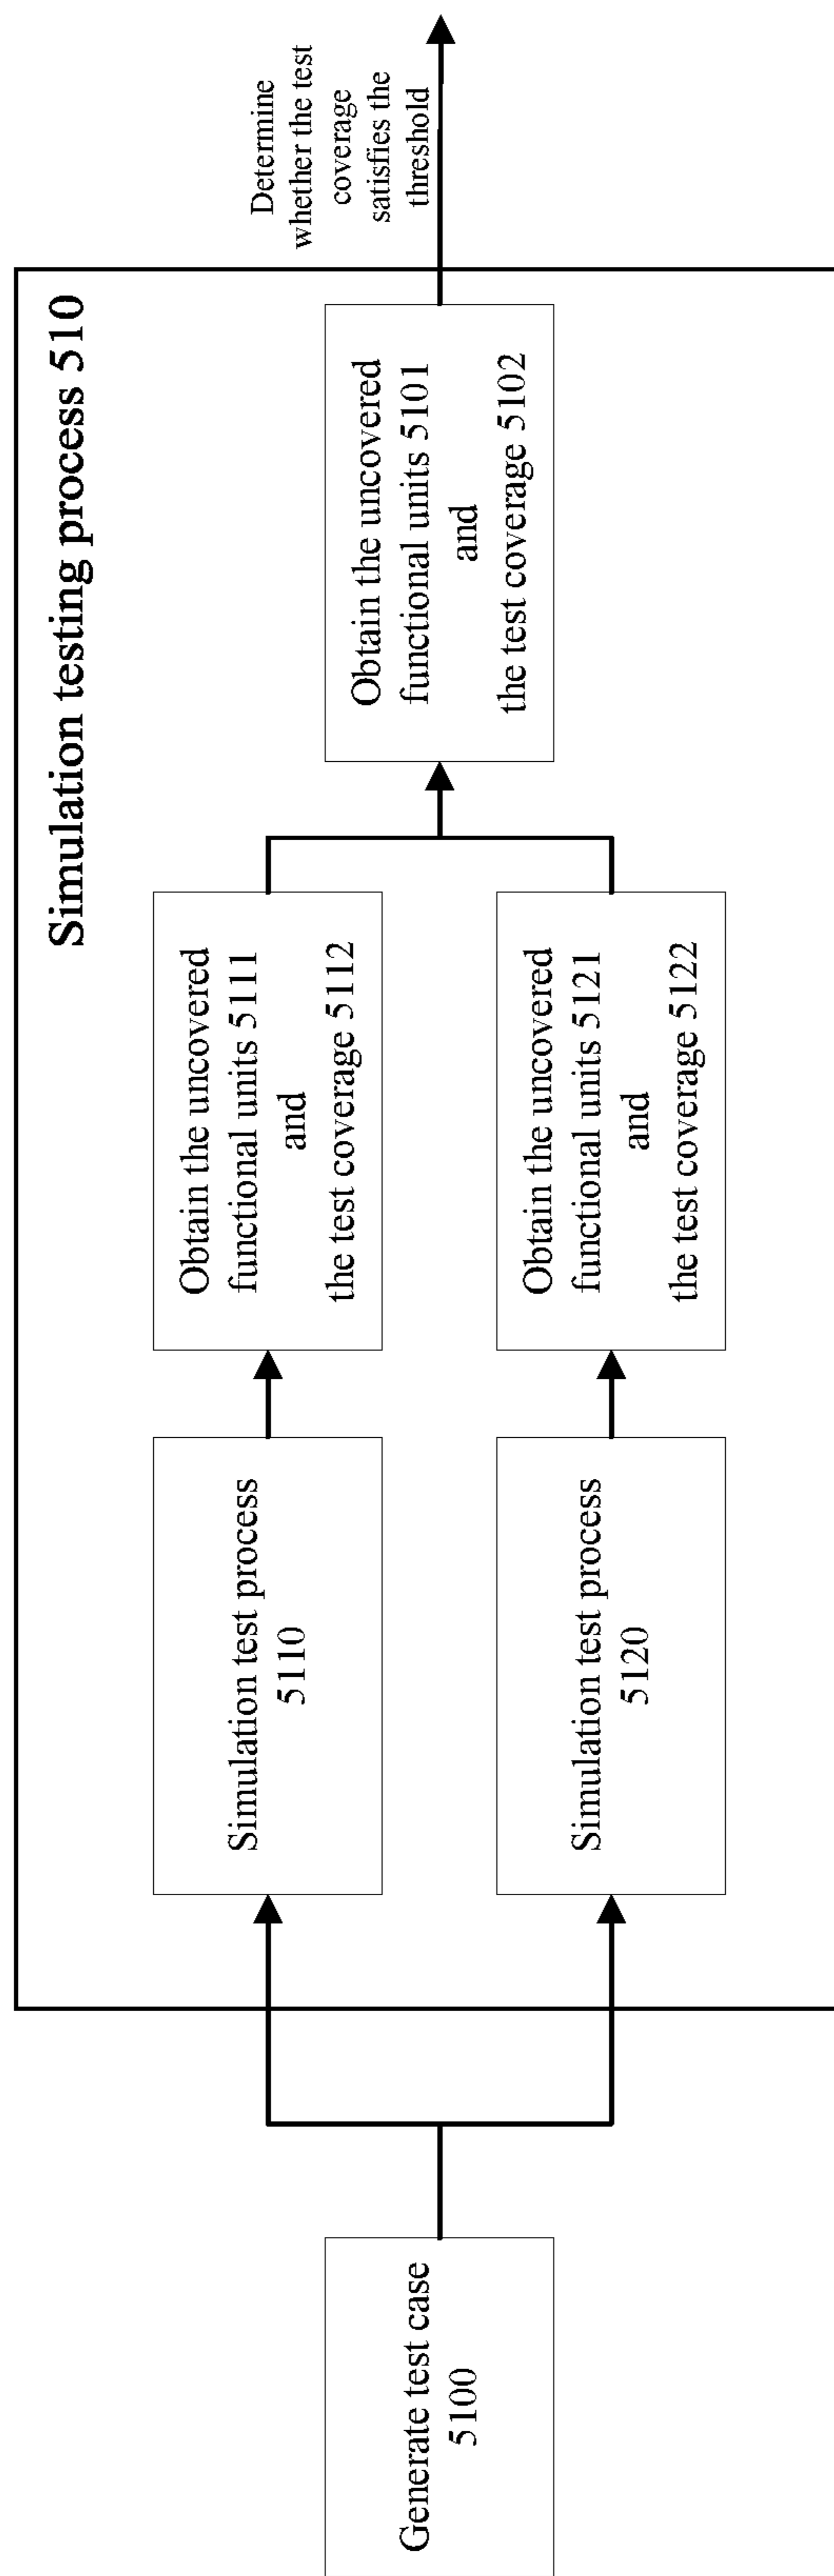 Simulation testing process 510
Generate test case
5100
Simulation test process
5110
Obtain the uncovered
functional units 5111
and
the test coverage 5112
Simulation test process
5120
Obtain the uncovered
functional units 5121
and
the test coverage 5122
Obtain the uncovered
functional units 5101
and
the test coverage 5102
Determine
whether the test
coverage
satisfies the
threshold